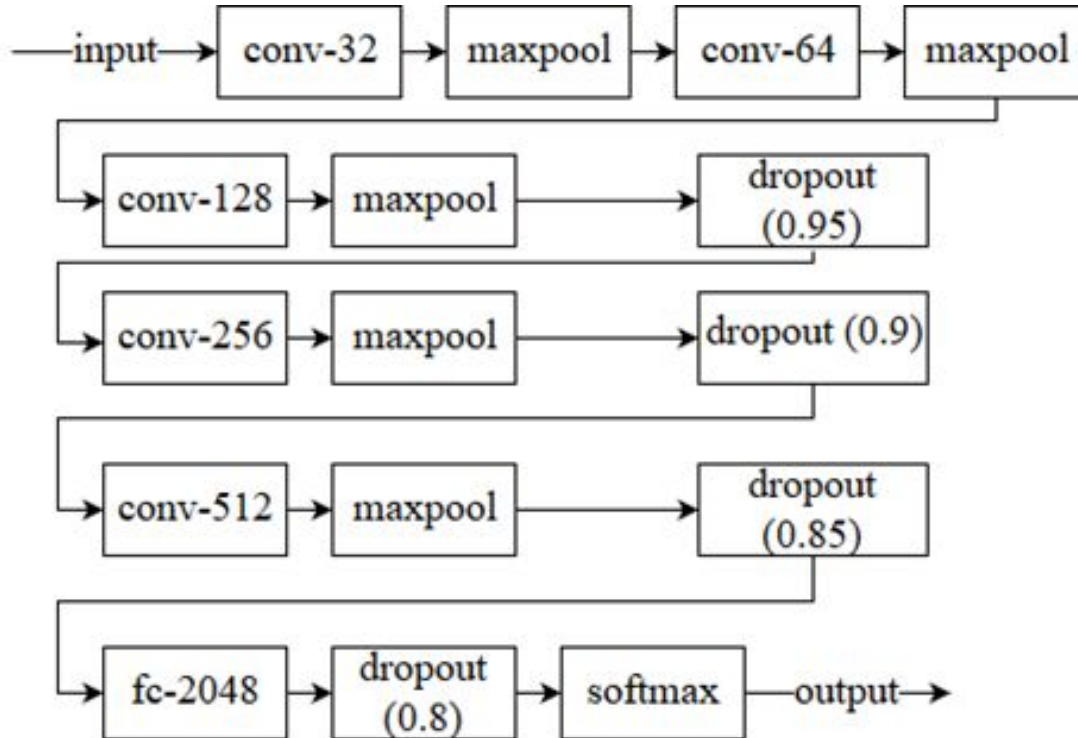 input conv-32 maxpool conv-64 maxpool
conv-128 maxpool dropout
(0.95)
conv-256 maxpool dropout (0.9)
conv-512 maxpool dropout
(0.85)
fc-2048 dropout
(0.8) softmax output